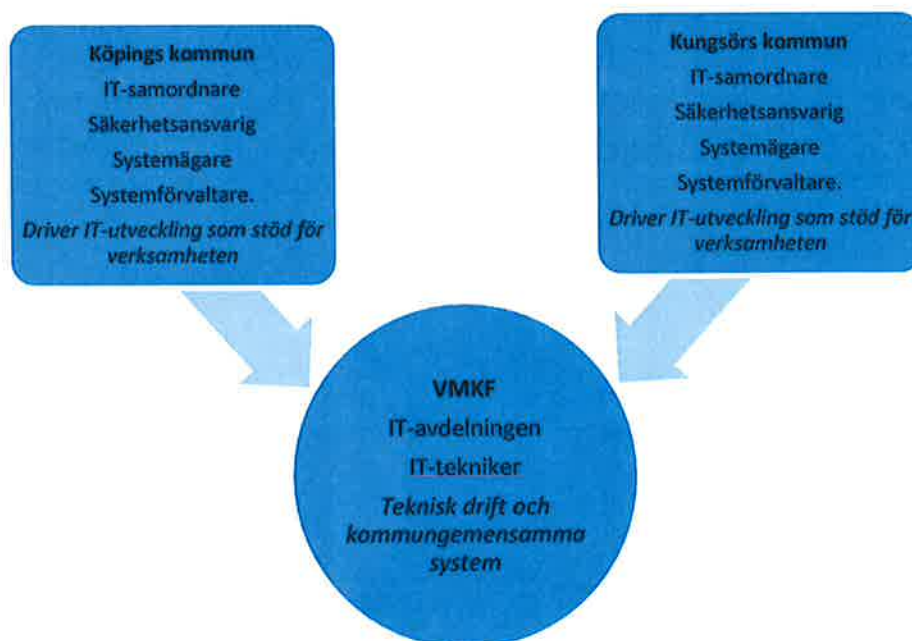 Köpings kommun
IT-samordnare
Säkerhetsansvarig
Systemägare
Systemförvaltare.
Driver IT-utveckling som stöd för
verksamheten
Kungsörs kommun
IT-samordnare
Säkerhetsansvarig
Systemägare
Systemförvaltare.
Driver IT-utveckling som stöd för
verksamheten
VMKF
IT-avdelningen
IT-tekniker
Teknisk drift och
kommungemensamma
system